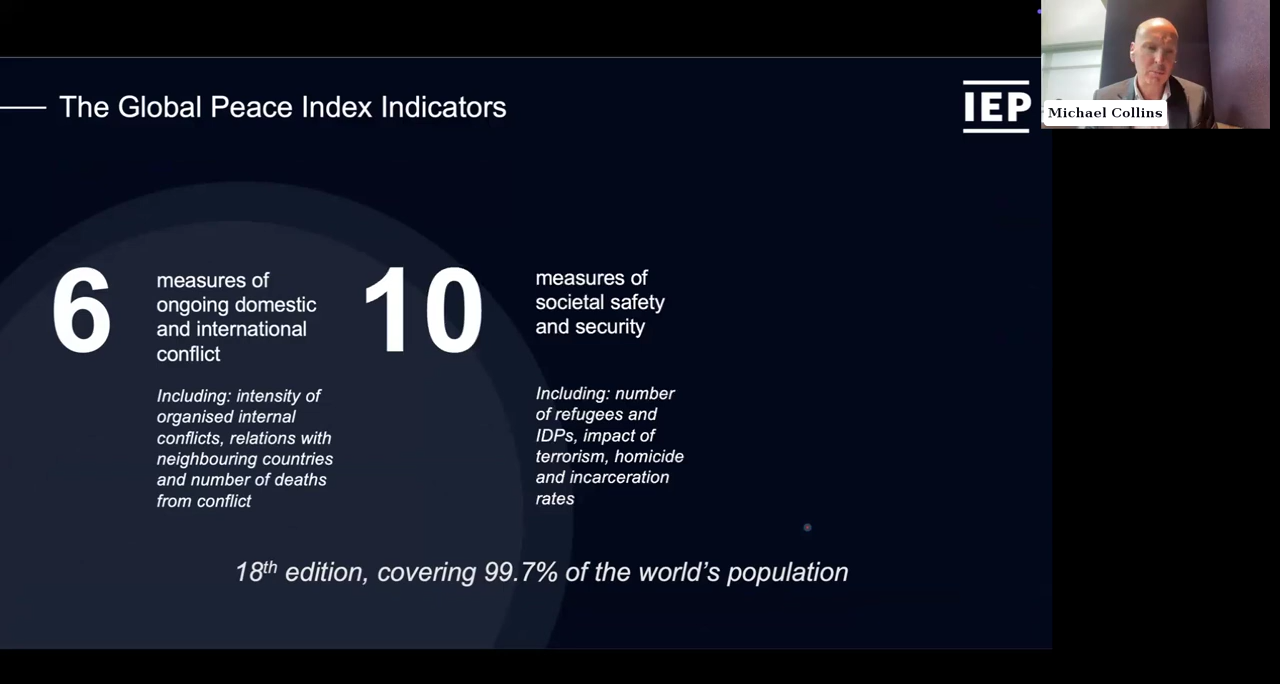 The Global Peace Index Indicators
IEP
Michael Collins
6
measures of
ongoing domestic
and international
conflict
Including: intensity of
organised internal
conflicts, relations with
neighbouring countries
and number of deaths
from conflict
10
measures of
societal safety
and security
Including: number
of refugees and
IDPs, impact of
terrorism, homicide
and incarceration
rates
18th edition, covering 99.7% of the world’s population